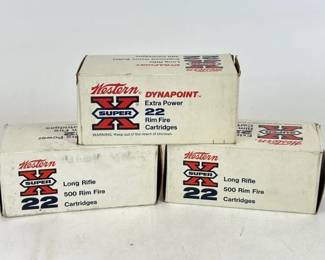 Western
X
SUPER
DYNAPOINT
Extra Power
22
Rim Fire
Cartridges
WARNING: Keep out of the reach of children
Western
X
SUPER
22
Long Rifle
500 Rim Fire
Cartridges
Western
X
SUPER
22
Long Rifle
500 Rim Fire
Cartridges